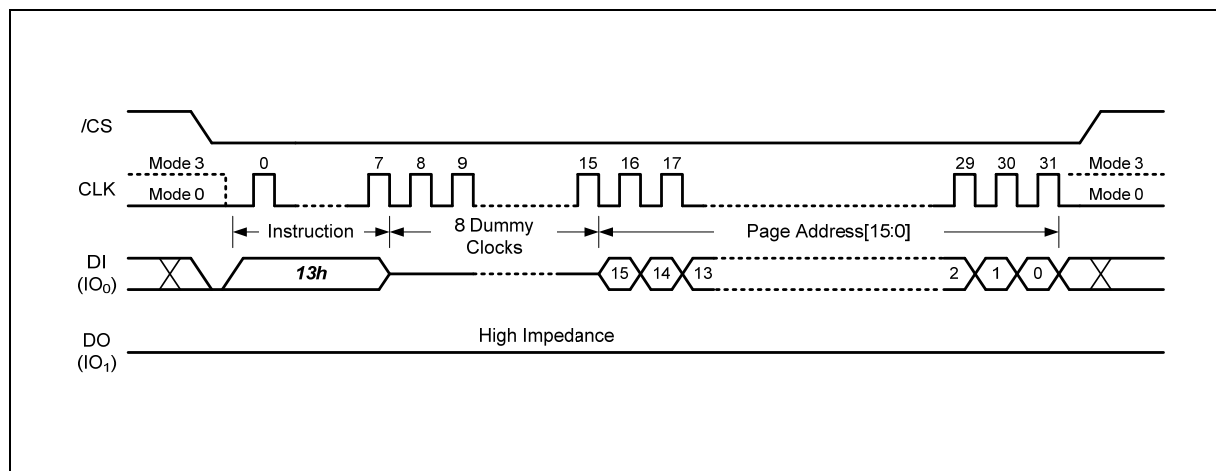 /CS
Mode 3 0 7 8 9 15 16 17 29 30 31 Mode 3
CLK
Mode 0 Mode 0
Instruction 8 Dummy Page Address[15:0]
Clocks
DI 13h 15 14 13 2 1 0
(IO0)
High Impedance
DO
(IO1)